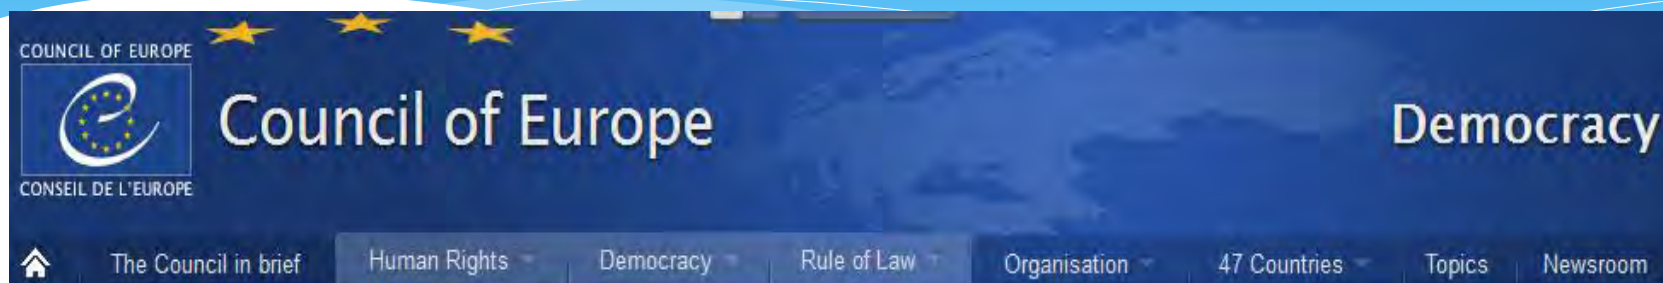 COUNCIL OF EUROPE
CONSEIL DE L'EUROPE
Council of Europe
Democracy
The Council in brief Human Rights Democracy Rule of Law Organisation 47 Countries Topics Newsroom